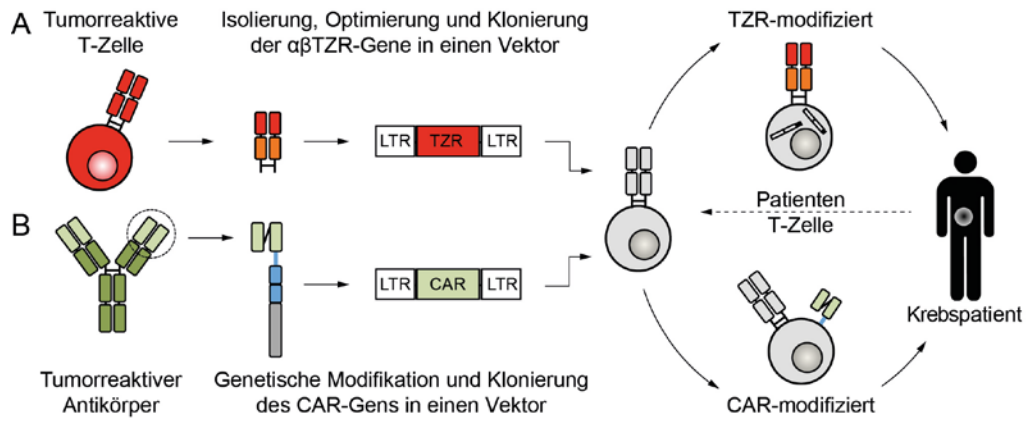 A
Tumorreaktive
T-Zelle
Isolierung, Optimierung und Klonierung
der αβTZR-Gene in einen Vektor
TZR-modifiziert
LTR TZR LTR
Patienten
T-Zelle
B
LTR CAR LTR
Krebspatient
Tumorreaktiver
Antikörper
Genetische Modifikation und Klonierung
des CAR-Gens in einen Vektor
CAR-modifiziert